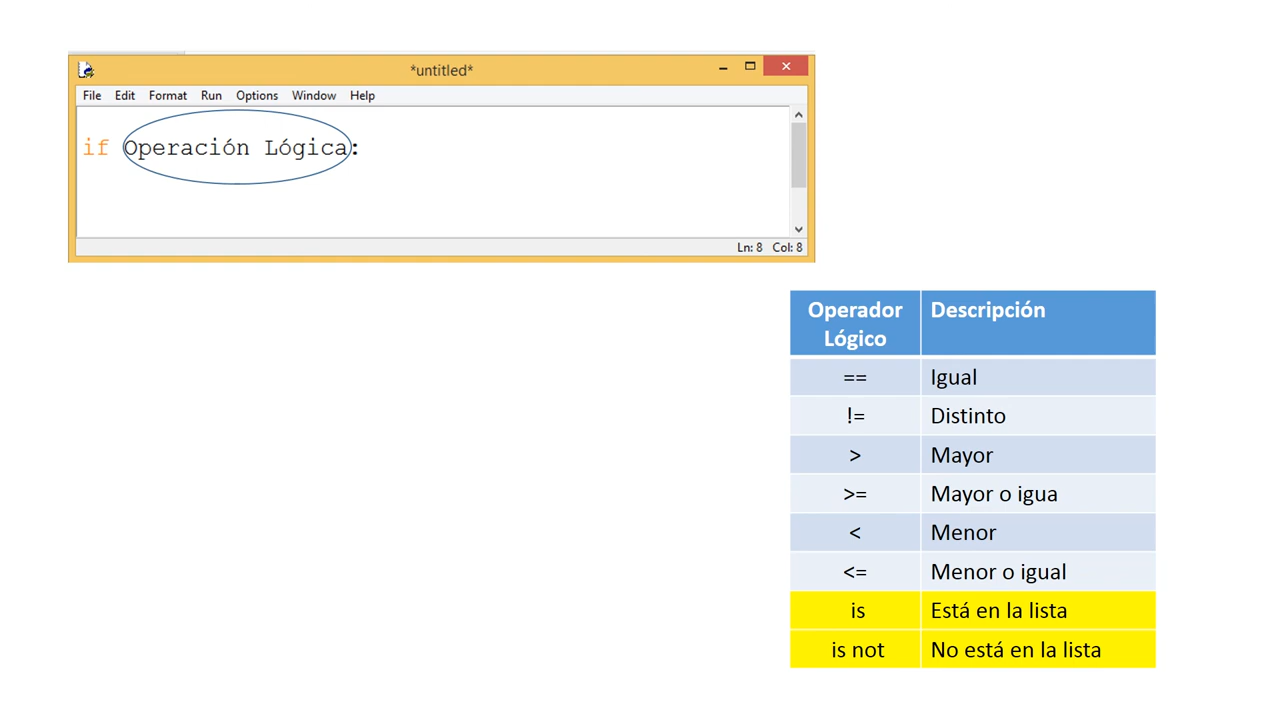 *untitled*
File Edit Format Run Options Window Help
if Operación Lógica:
Ln: 8 Col: 8
Operador Lógico Descripción
== Igual
!= Distinto
> Mayor
>= Mayor o igua
< Menor
<= Menor o igual
is Está en la lista
is not No está en la lista